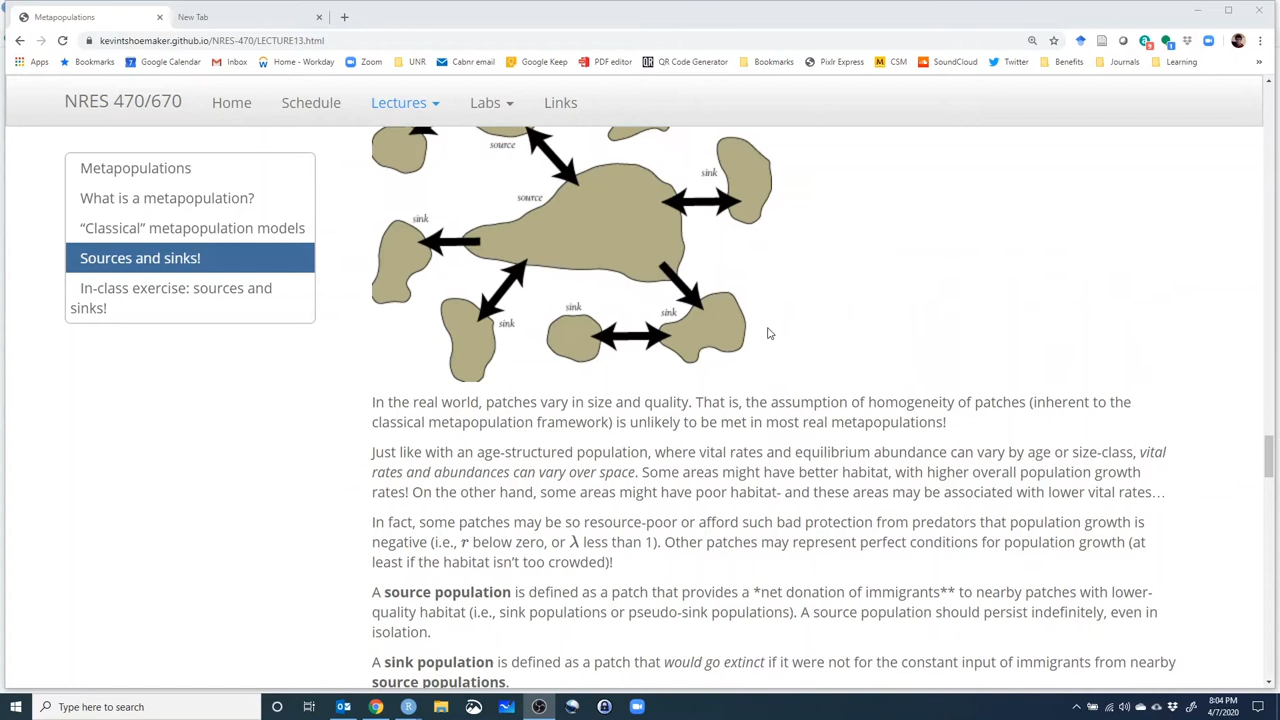 Metapopulations
New Tab
kevintshoemaker.github.io/NRES-470/LECTURE13.html
Apps Bookmarks Google Calendar Inbox Home - Workday Zoom UNR Cabnr email Google Keep PDF editor QR Code Generator Bookmarks Pixlr Express CSM SoundCloud Twitter Benefits Journals Learning »
NRES 470/670 Home Schedule Lectures Labs Links
Metapopulations
What is a metapopulation?
“Classical” metapopulation models
Sources and sinks!
In-class exercise: sources and
sinks!
source
sink
source
sink
sink
sink
sink
In the real world, patches vary in size and quality. That is, the assumption of homogeneity of patches (inherent to the
classical metapopulation framework) is unlikely to be met in most real metapopulations!
Just like with an age-structured population, where vital rates and equilibrium abundance can vary by age or size-class, vital
rates and abundances can vary over space. Some areas might have better habitat, with higher overall population growth
rates! On the other hand, some areas might have poor habitat- and these areas may be associated with lower vital rates…
In fact, some patches may be so resource-poor or afford such bad protection from predators that population growth is
negative (i.e., r below zero, or λ less than 1). Other patches may represent perfect conditions for population growth (at
least if the habitat isn’t too crowded)!
A source population is defined as a patch that provides a *net donation of immigrants** to nearby patches with lower-
quality habitat (i.e., sink populations or pseudo-sink populations). A source population should persist indefinitely, even in
isolation.
A sink population is defined as a patch that would go extinct if it were not for the constant input of immigrants from nearby
source populations.
Type here to search
8:04 PM
4/7/2020